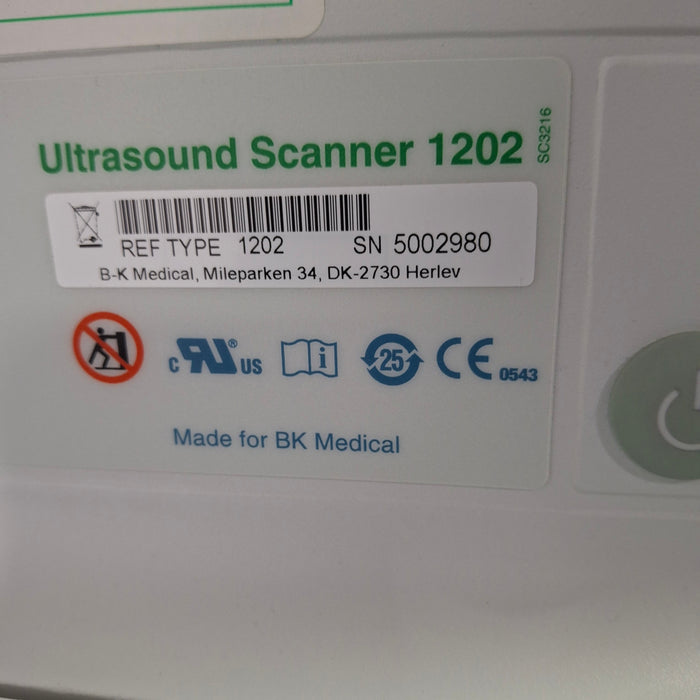 Ultrasound Scanner 1202
SC3216
REF TYPE 1202 SN 5002980
B-K Medical, Mileparken 34, DK-2730 Herlev
c RU® US i 25 CE 0543
Made for BK Medical